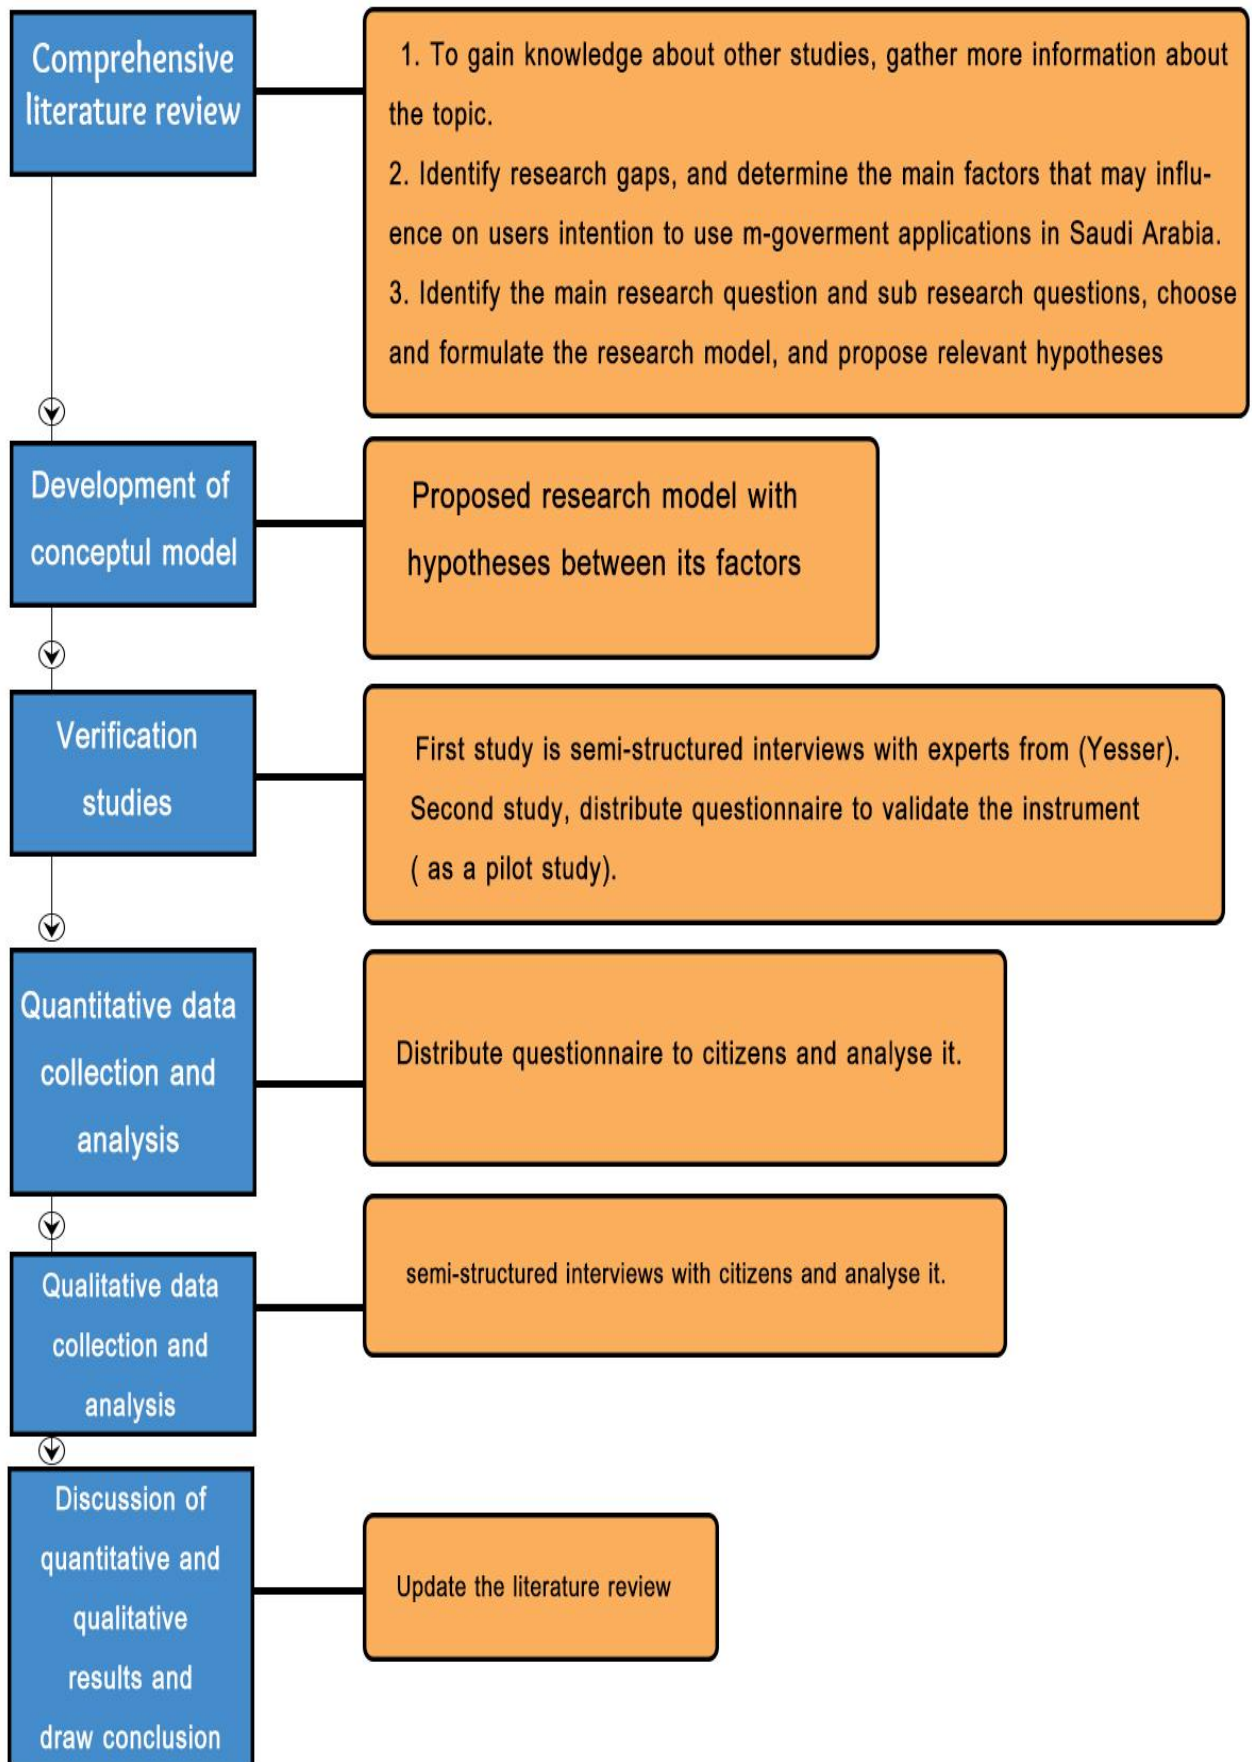 Comprehensive
literature review
1. To gain knowledge about other studies, gather more information about
the topic.
2. Identify research gaps, and determine the main factors that may influ-
ence on users intention to use m-goverment applications in Saudi Arabia.
3. Identify the main research question and sub research questions, choose
and formulate the research model, and propose relevant hypotheses
Development of
conceptul model
Proposed research model with
hypotheses between its factors
Verification
studies
First study is semi-structured interviews with experts from (Yesser).
Second study, distribute questionnaire to validate the instrument
( as a pilot study).
Quantitative data
collection and
analysis
Distribute questionnaire to citizens and analyse it.
Qualitative data
collection and
analysis
semi-structured interviews with citizens and analyse it.
Discussion of
quantitative and
qualitative
results and
draw conclusion
Update the literature review